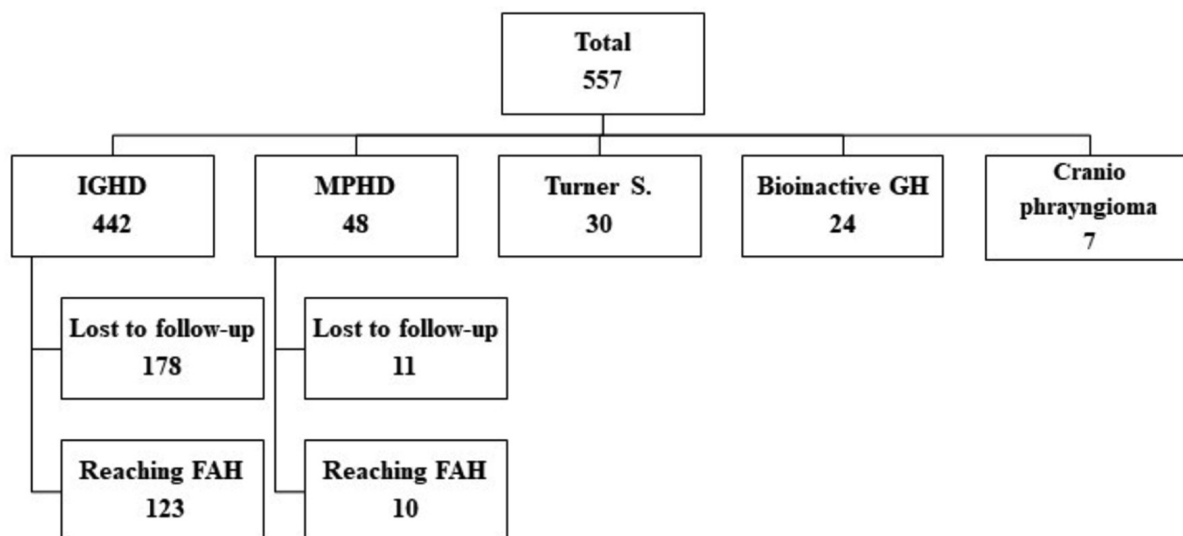 Total
557
IGHD
442
MPHD
48
Turner S.
30
Bioinactive GH
24
Cranio
phrayngioma
7
Lost to follow-up
178
Lost to follow-up
11
Reaching FAH
123
Reaching FAH
10